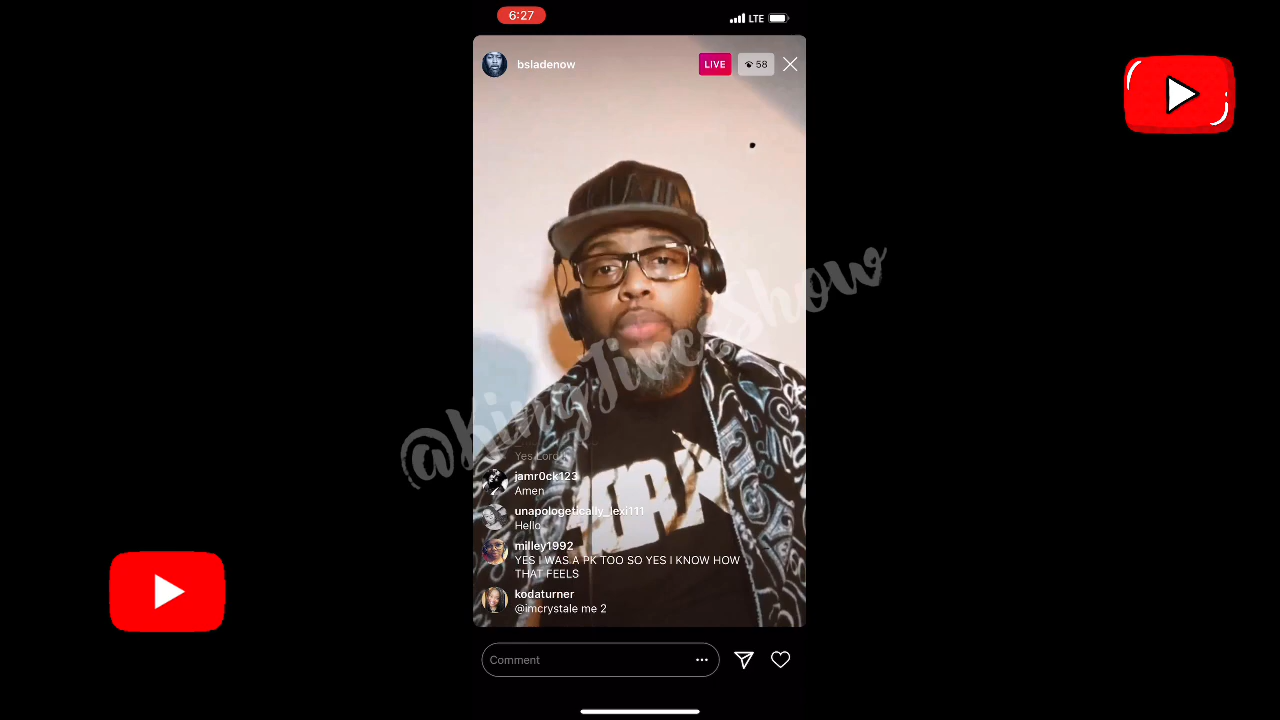 6:27
LTE
bsladenow
LIVE
58
@KingJiveeShow
Yes Lord
jamr0ck123
Amen
unapologetically_lexi111
Hello
milley1992
YES I WAS A PK TOO SO YES I KNOW HOW
THAT FEELS
kodaturner
@imcrystale me 2
Comment